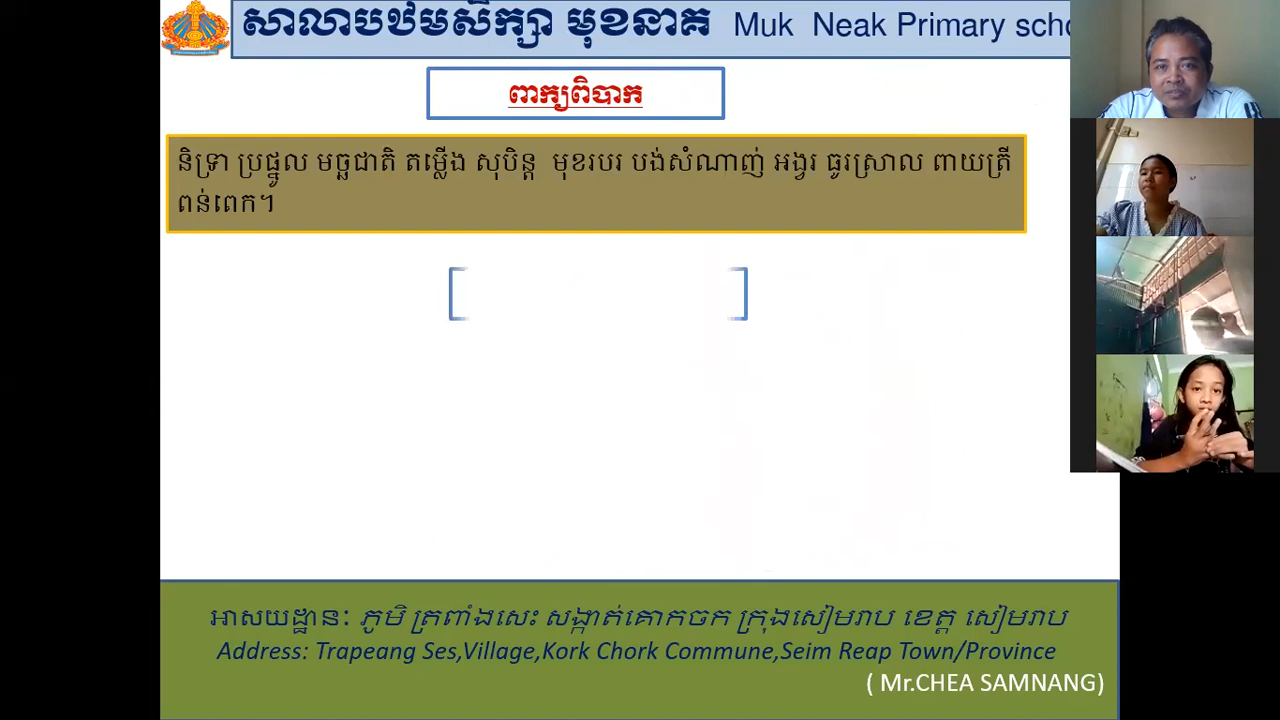 សាលាបឋមសិក្សា មុខនាគ Muk Neak Primary scho
ពាក្យពិបាក
និទ្រា ប្រផ្នូល មច្ឆជាតិ តម្លើង សុបិន្ត មុខរបរ បង់សំណាញ់ អង្វរ ធូរស្រាល ពាយត្រី
ពន់ពេក។
អាសយដ្ឋានៈ ភូមិ ត្រពាំងសេះ សង្កាត់គោកចក ក្រុងសៀមរាប ខេត្ត សៀមរាប
Address: Trapeang Ses,Village,Kork Chork Commune,Seim Reap Town/Province
( Mr.CHEA SAMNANG)